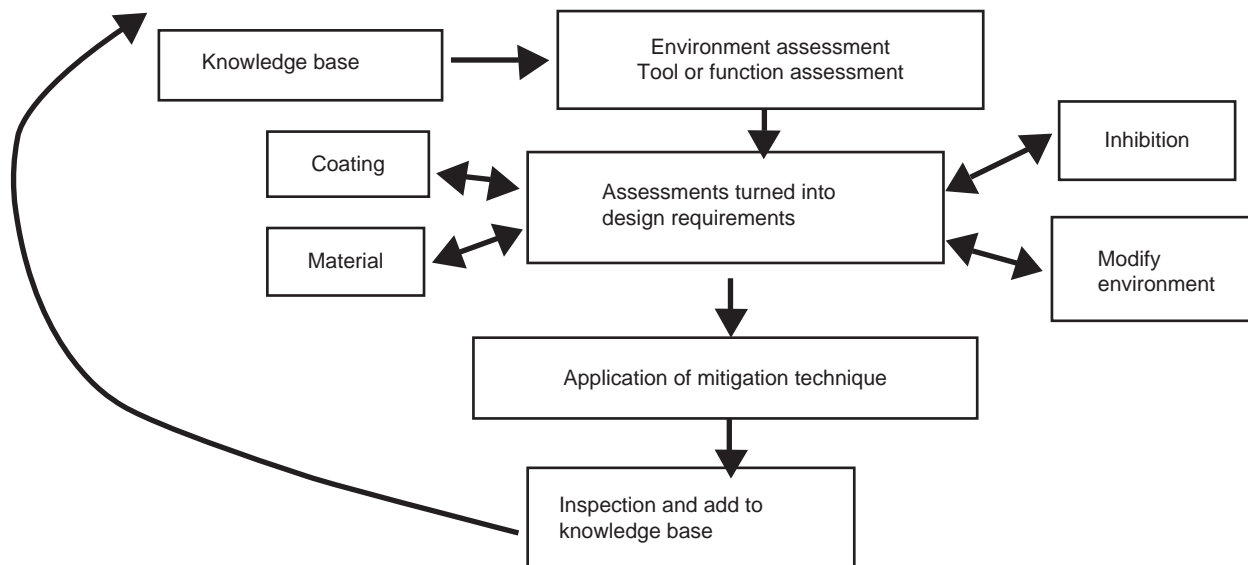 Knowledge base
Environment assessment
Tool or function assessment
Coating
Inhibition
Assessments turned into
design requirements
Material
Modify
environment
Application of mitigation technique
Inspection and add to
knowledge base